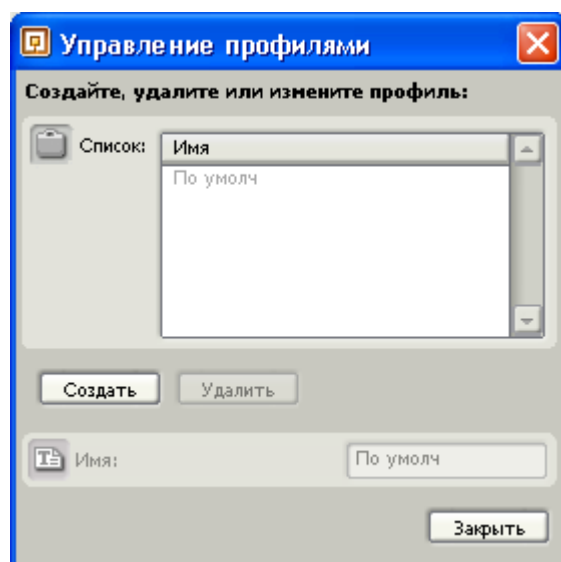 Управление профилями
Создайте, удалите или измените профиль:
Список:
Имя
По умолч
Создать
Удалить
Имя:
По умолч
Закрыть